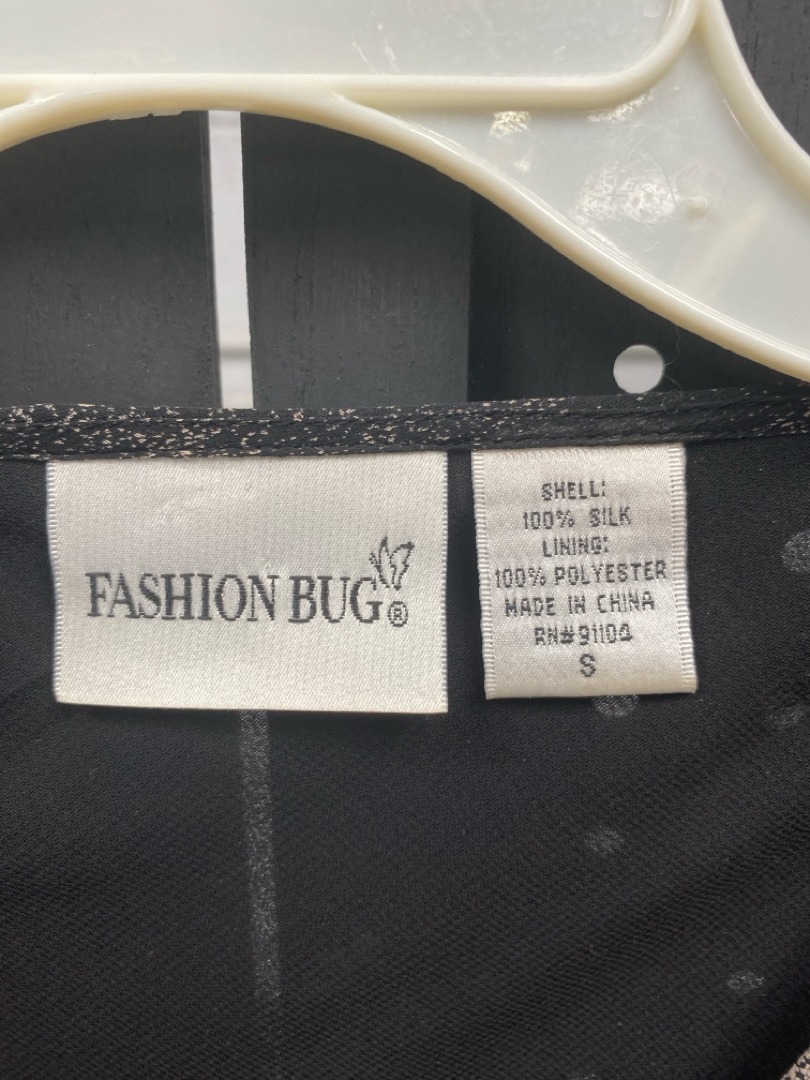 FASHION BUG®
SHELL:
100% SILK
LINING:
100% POLYESTER
MADE IN CHINA
RN#91104
S